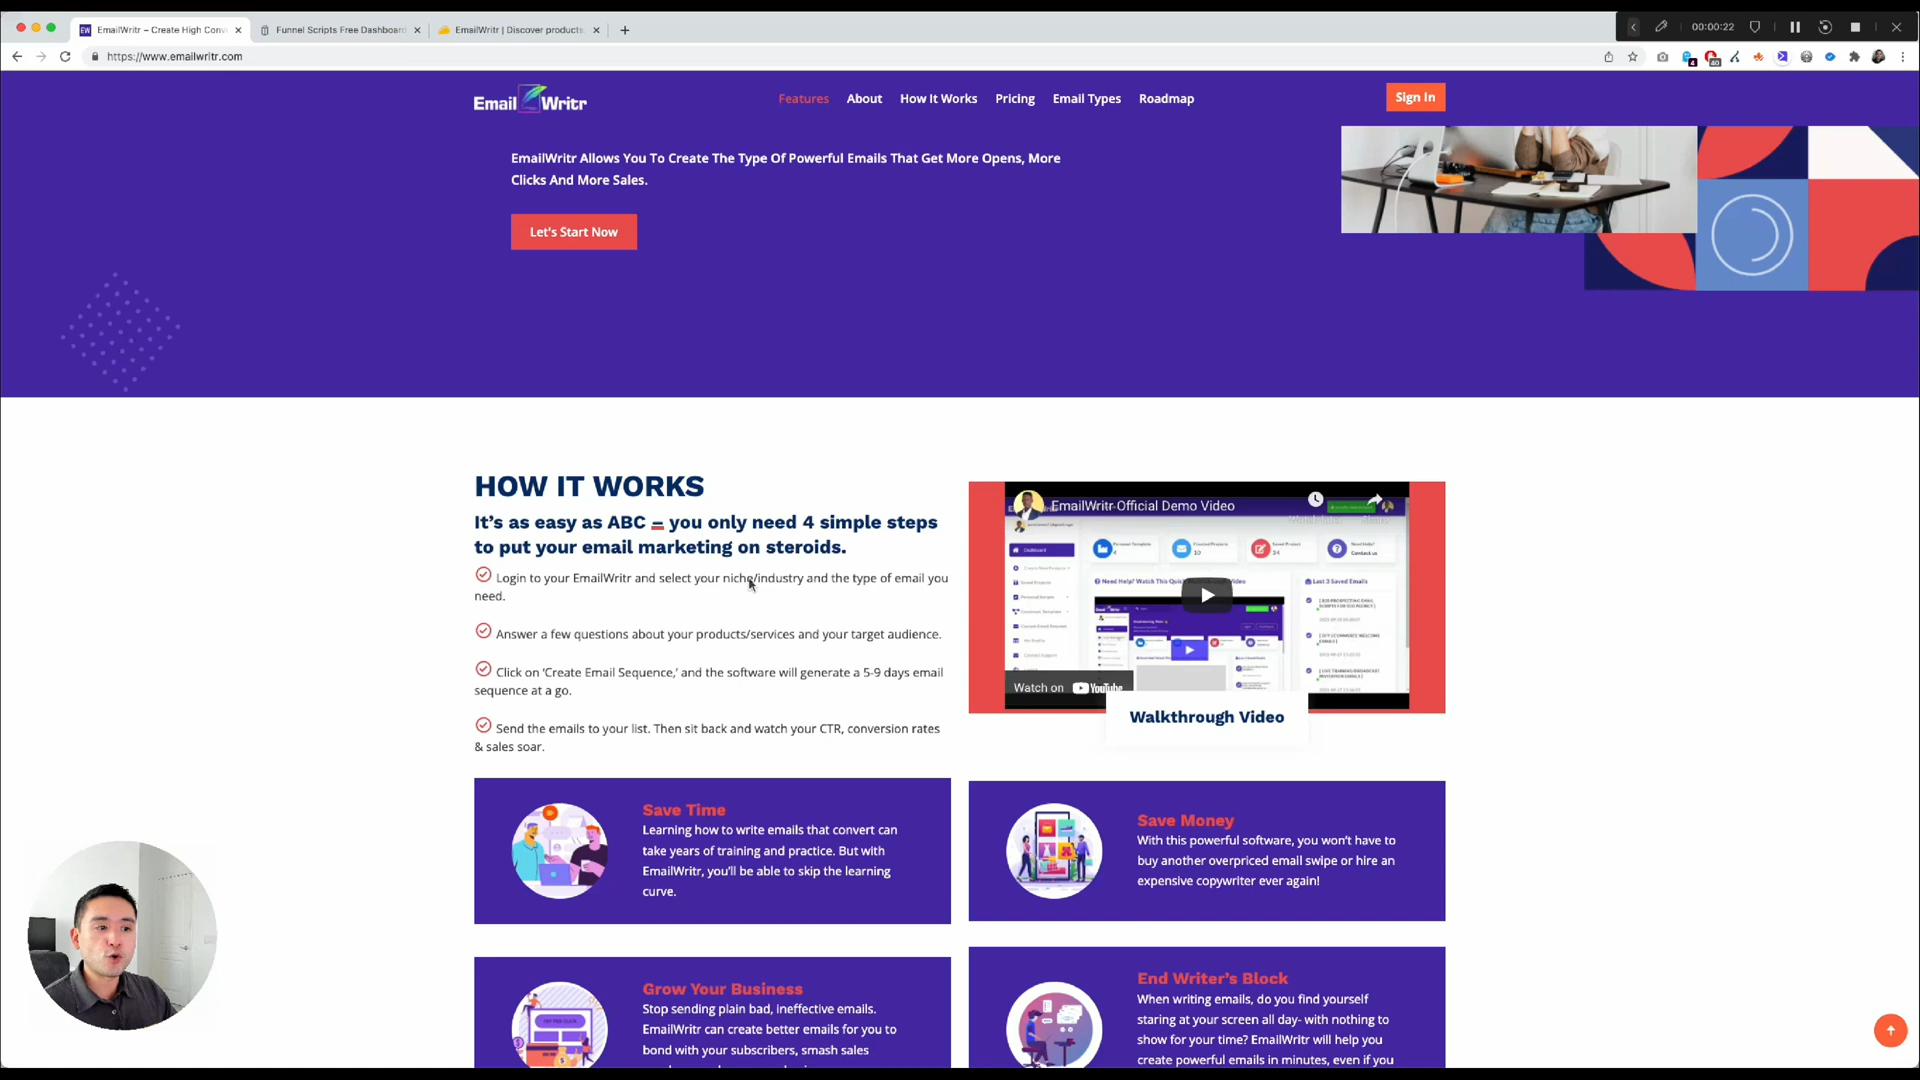 EmailWritr – Create High Conv
Funnel Scripts Free Dashboard
EmailWritr | Discover products.
00:00:22
https://www.emailwritr.com
Email Writr
Features
About
How It Works
Pricing
Email Types
Roadmap
Sign In
EmailWritr Allows You To Create The Type Of Powerful Emails That Get More Opens, More
Clicks And More Sales.
Let's Start Now
HOW IT WORKS
It's as easy as ABC – you only need 4 simple steps
to put your email marketing on steroids.
Login to your EmailWritr and select your niche/industry and the type of email you
need.
Answer a few questions about your products/services and your target audience.
Click on 'Create Email Sequence,' and the software will generate a 5-9 days email
sequence at a go.
Send the emails to your list. Then sit back and watch your CTR, conversion rates
& sales soar.
EmailWritr Official Demo Video
Dashboard
Need Help? Watch This Quick
Last 3 Saved Emails
Watch on YouTube
Walkthrough Video
Save Time
Learning how to write emails that convert can
take years of training and practice. But with
EmailWritr, you'll be able to skip the learning
curve.
Save Money
With this powerful software, you won't have to
buy another overpriced email swipe or hire an
expensive copywriter ever again!
Grow Your Business
Stop sending plain bad, ineffective emails.
EmailWritr can create better emails for you to
bond with your subscribers, smash sales
End Writer's Block
When writing emails, do you find yourself
staring at your screen all day- with nothing to
show for your time? EmailWritr will help you
create powerful emails in minutes, even if you